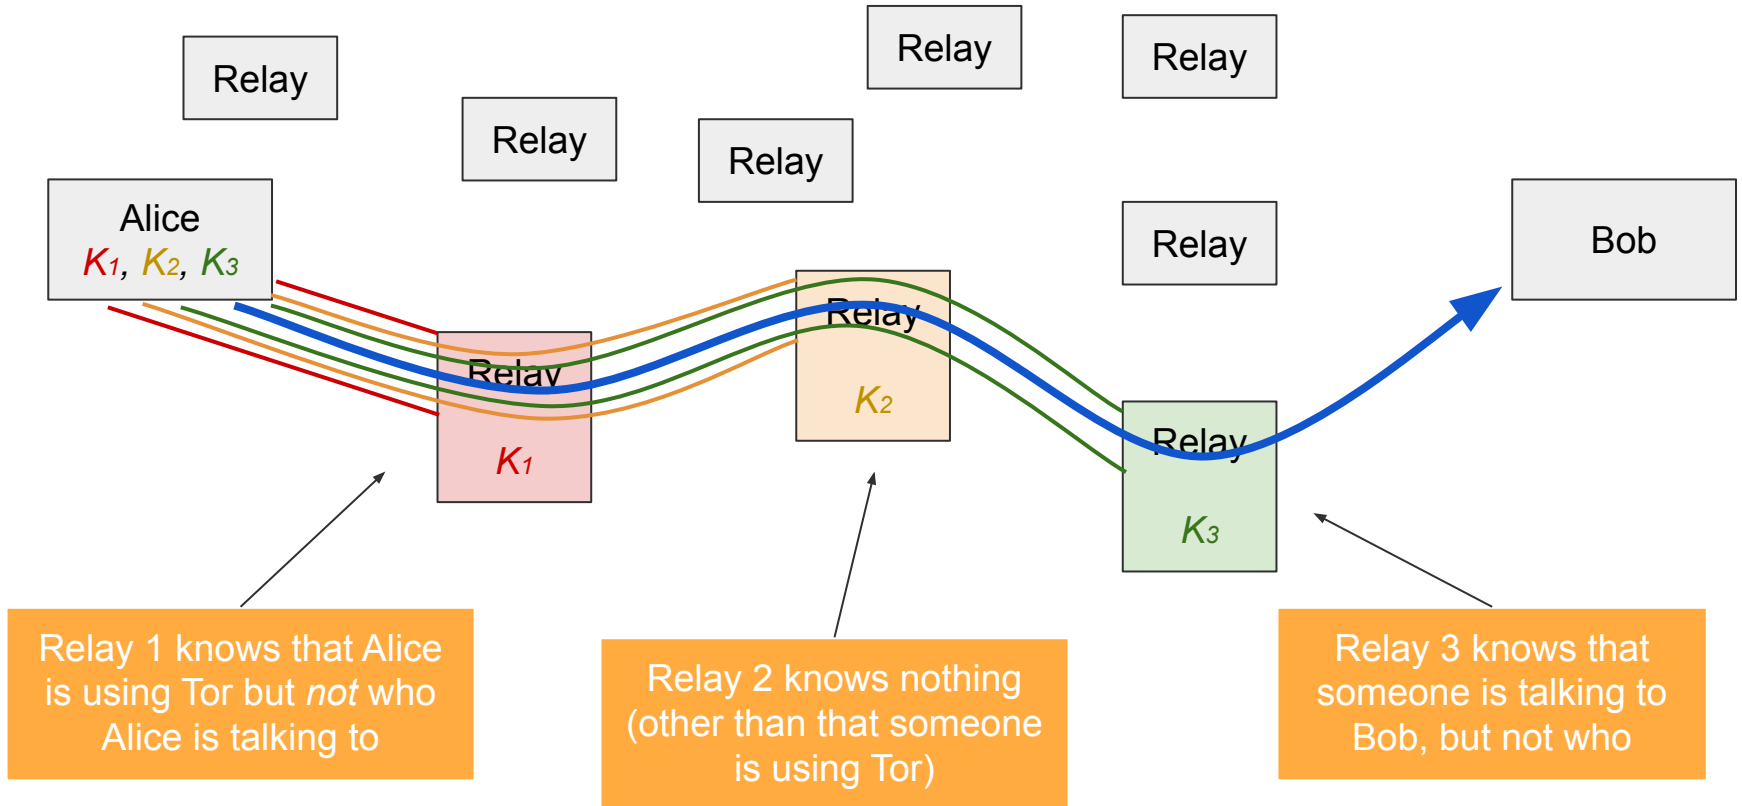 Relay
Relay
Relay
Relay
Relay
Relay
Alice
K1, K2, K3
Bob
Relay
K1
Relay
K2
Relay
K3
Relay 1 knows that Alice
is using Tor but not who
Alice is talking to
Relay 2 knows nothing
(other than that someone
is using Tor)
Relay 3 knows that
someone is talking to
Bob, but not who